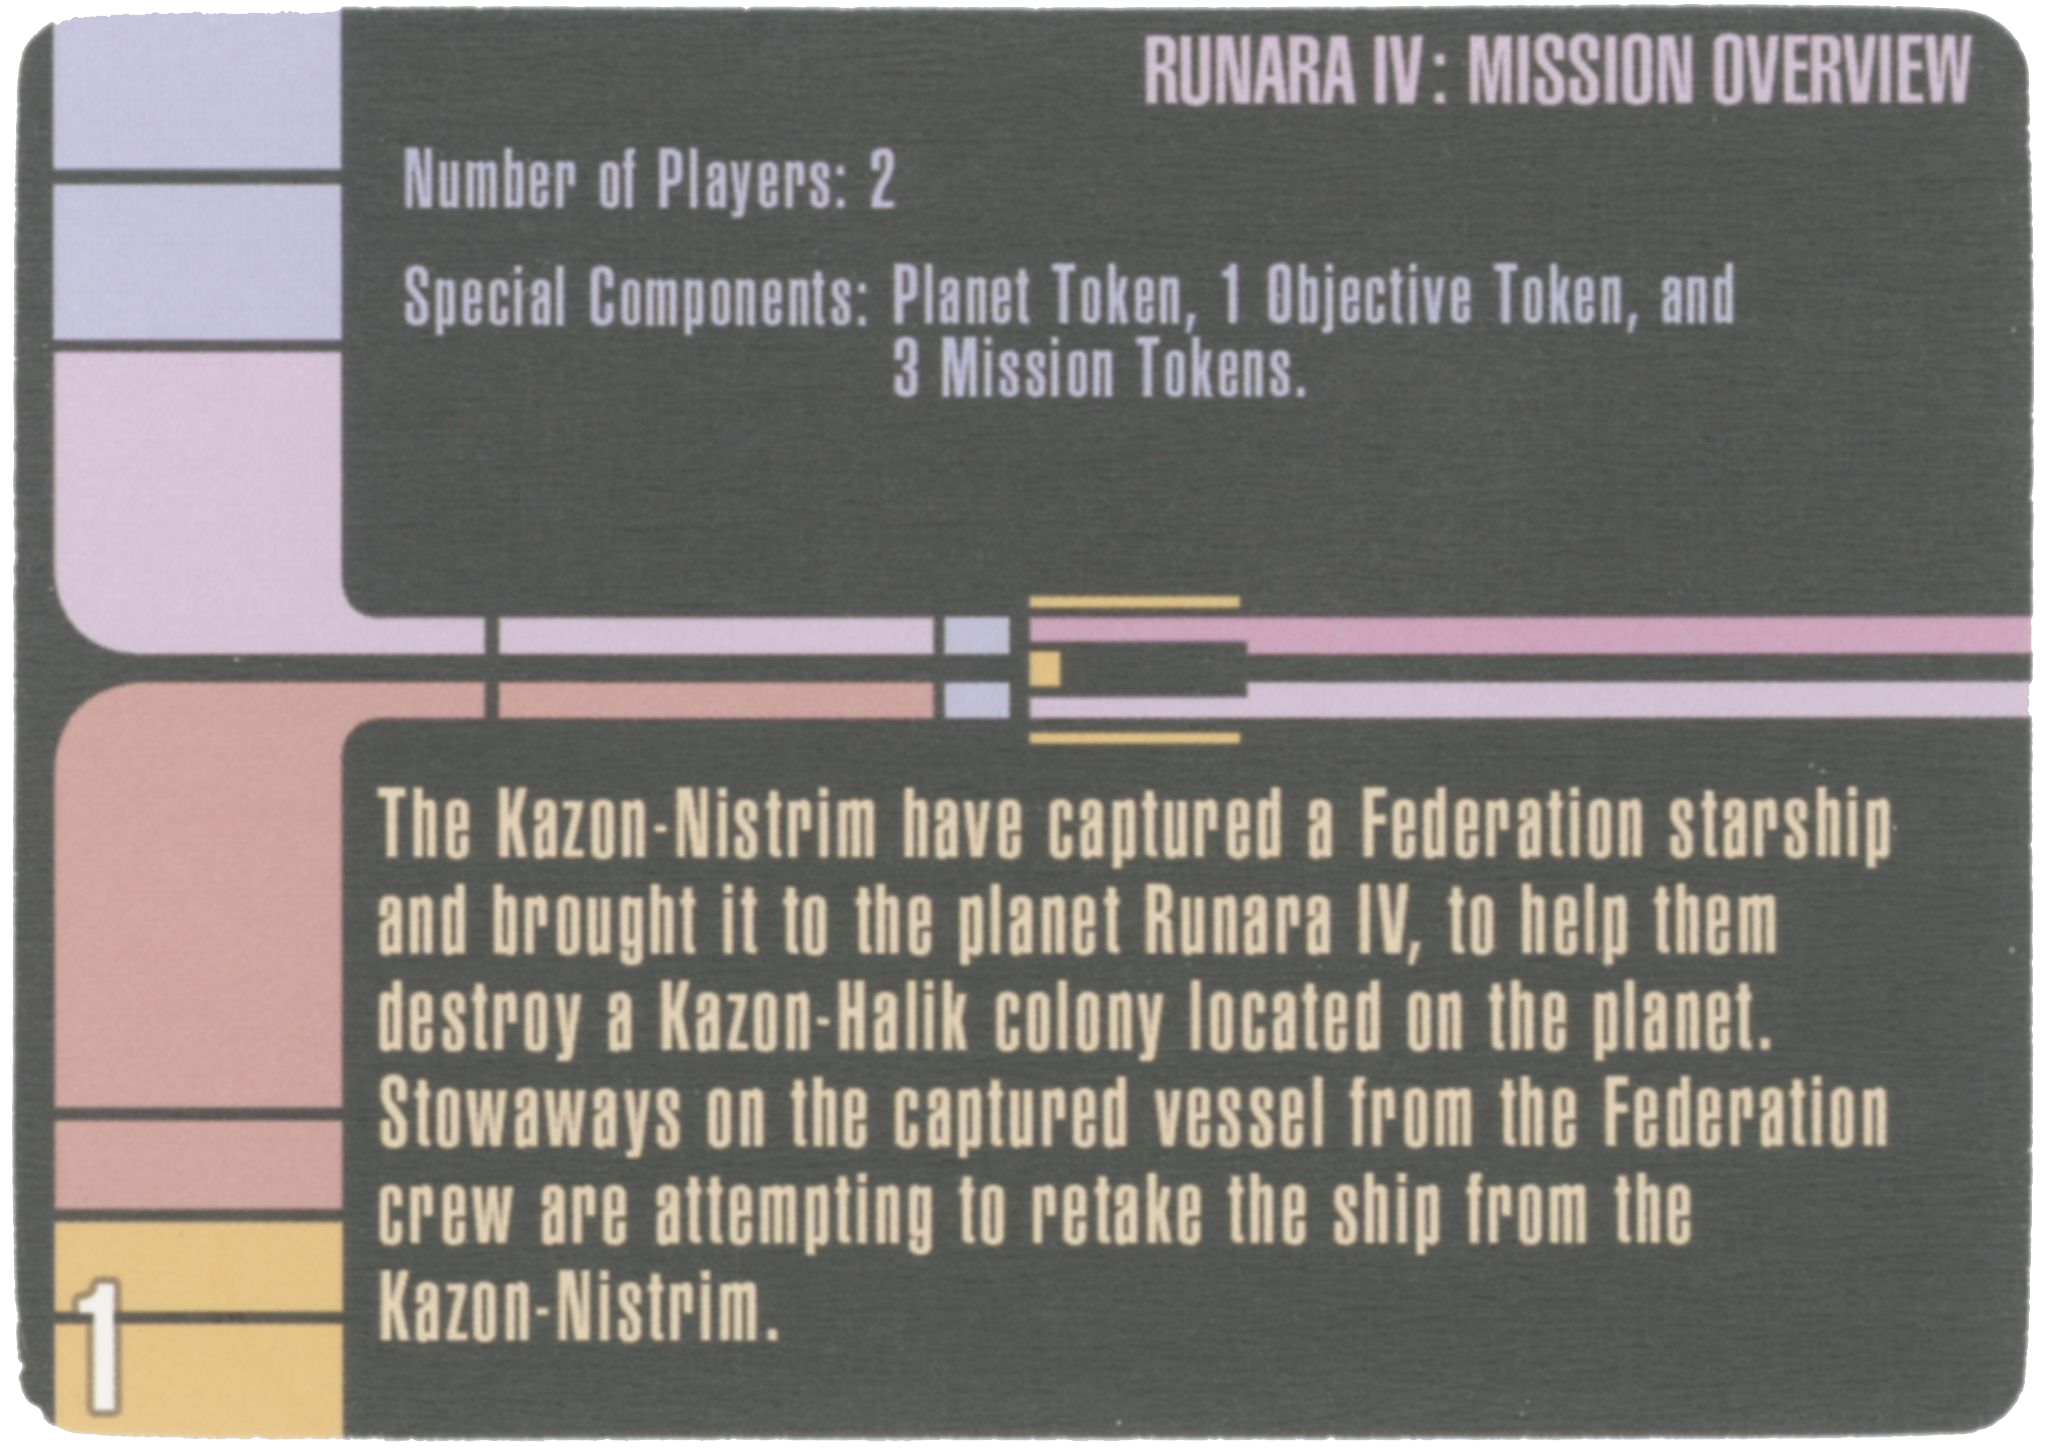 RUNARA IV: MISSION OVERVIEW
Number of Players: 2
Special Components: Planet Token, 1 Objective Token, and
3 Mission Tokens.
The Kazon-Nistrim have captured a Federation starship
and brought it to the planet Runara IV, to help them
destroy a Kazon-Halik colony located on the planet.
Stowaways on the captured vessel from the Federation
crew are attempting to retake the ship from the
Kazon-Nistrim.
1